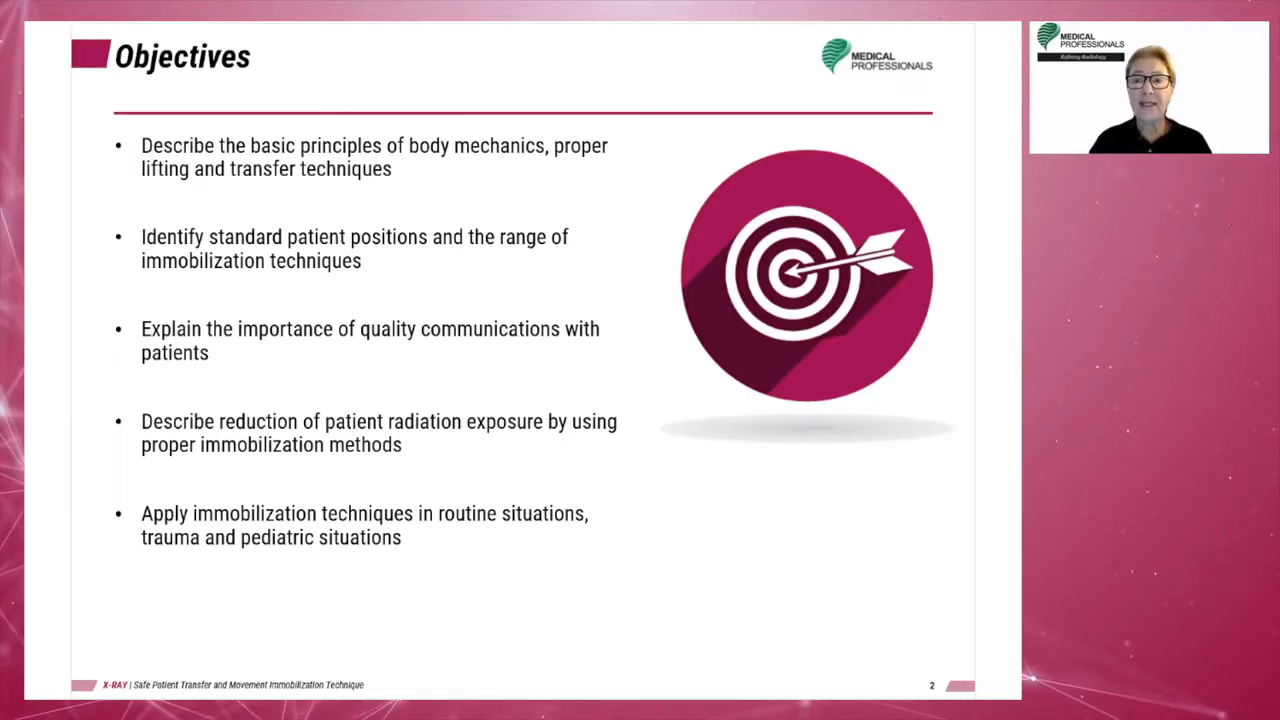 Objectives
MEDICAL
PROFESSIONALS
• Describe the basic principles of body mechanics, proper
lifting and transfer techniques
• Identify standard patient positions and the range of
immobilization techniques
• Explain the importance of quality communications with
patients
• Describe reduction of patient radiation exposure by using
proper immobilization methods
• Apply immobilization techniques in routine situations,
trauma and pediatric situations
X-RAY | Safe Patient Transfer and Movement Immobilization Technique
2
MEDICAL
PROFESSIONALS
Refining Radiology